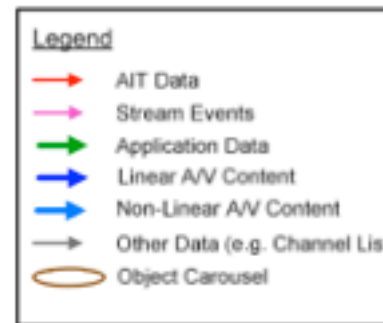 Legend
AIT Data
Stream Events
Application Data
Linear A/V Content
Non-Linear A/V Content
Other Data (e.g. Channel Lis
Object Carousel